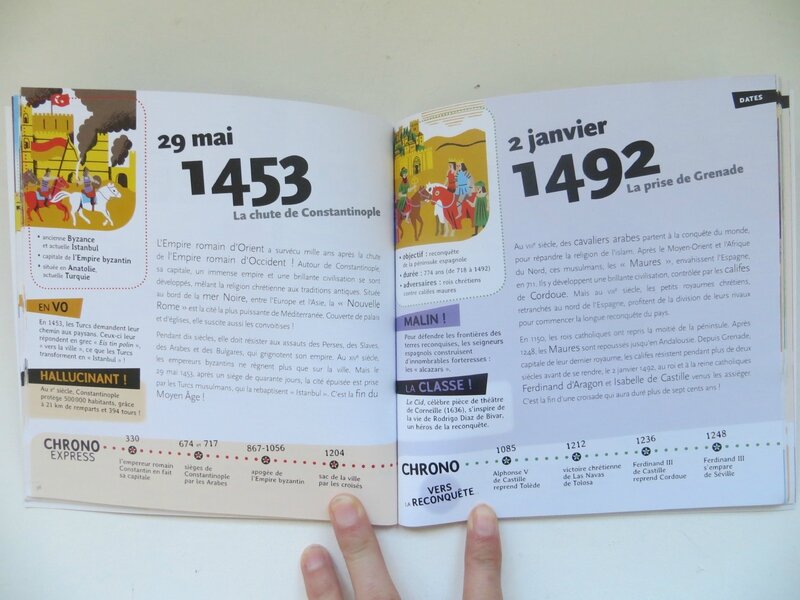 29 mai
1453
La chute de Constantinople
• ancienne Byzance
et actuelle Istanbul
• capitale de l'Empire byzantin
• située en Anatolie,
actuelle Turquie
EN VO
En 1453, les Turcs demandent leur
chemin aux paysans. Ceux-ci leur
répondent en grec « Eis tin polin »
« vers la ville », ce que les Turcs
transforment en « Istanbul » !
HALLUCINANT !
Au Ve siècle, Constantinople
protège 500 000 habitants, grâce
à 21 km de remparts et 394 tours !
L'Empire romain d'Orient a survécu mille ans après la chute
de l'Empire romain d'Occident ! Autour de Constantinople,
sa capitale, un immense empire et une brillante civilisation se sont
développés, mêlant la religion chrétienne aux traditions antiques. Située
au bord de la mer Noire, entre l'Europe et l'Asie, la « Nouvelle
Rome » est la cité la plus puissante de Méditerranée. Couverte de palais
et d'églises, elle suscite aussi les convoitises !
Pendant dix siècles, elle doit résister aux assauts des Perses, des Slaves,
des Arabes et des Bulgares, qui grignotent son empire. Au XVe siècle,
les empereurs byzantins ne règnent plus que sur la ville. Mais le
29 mai 1453, après un siège de quarante jours, la cité épuisée est prise
par les Turcs musulmans, qui la rebaptisent « Istanbul ». C'est la fin du
Moyen Âge !
CHRONO
EXPRESS
330
l'empereur romain
Constantin en fait
sa capitale
674 et 717
sièges de
Constantinople
par les Arabes
867-1056
apogée de
l'Empire byzantin
1204
sac de la ville
par les croisés
DATES
2 janvier
1492
La prise de Grenade
• objectif : reconquête
de la péninsule espagnole
• durée : 774 ans (de 718 à 1492)
• adversaires : rois chrétiens
contre califes maures
MALIN !
Pour défendre les frontières des
terres reconquises, les seigneurs
espagnols construisent
d'innombrables forteresses :
les « alcazars ».
LA CLASSE !
Le Cid, célèbre pièce de théâtre
de Corneille (1636), s'inspire de
la vie de Rodrigo Diaz de Bivar,
un héros de la reconquête.
Au VIIe siècle, des cavaliers arabes partent à la conquête du monde,
pour répandre la religion de l'islam. Après le Moyen-Orient et l'Afrique
du Nord, ces musulmans, les « Maures », envahissent l'Espagne,
en 711. Ils y développent une brillante civilisation, contrôlée par les califes
de Cordoue. Mais au siècle, les petits royaumes chrétiens,
retranchés au nord de l'Espagne, profitent de la division de leurs rivaux
pour commencer la longue reconquête du pays.
En 1150, les rois catholiques ont repris la moitié de la péninsule. Après
1248, les Maures sont repoussés jusqu'en Andalousie. Depuis Grenade,
capitale de leur dernier royaume, les califes résistent pendant plus de deux
siècles avant de se rendre, le 2 janvier 1492, au roi et à la reine catholiques
Ferdinand d'Aragon et Isabelle de Castille venus les assiéger.
C'est la fin d'une croisade qui aura duré plus de sept cents ans !
CHRONO
VERS
LA RECONQUÊTE
1085
Alphonse V
de Castille
reprend Tolède
1212
victoire chrétienne
de Las Navas
de Tolosa
1236
Ferdinand III
de Castille
reprend Cordoue
1248
Ferdinand III
s'empare
de Séville